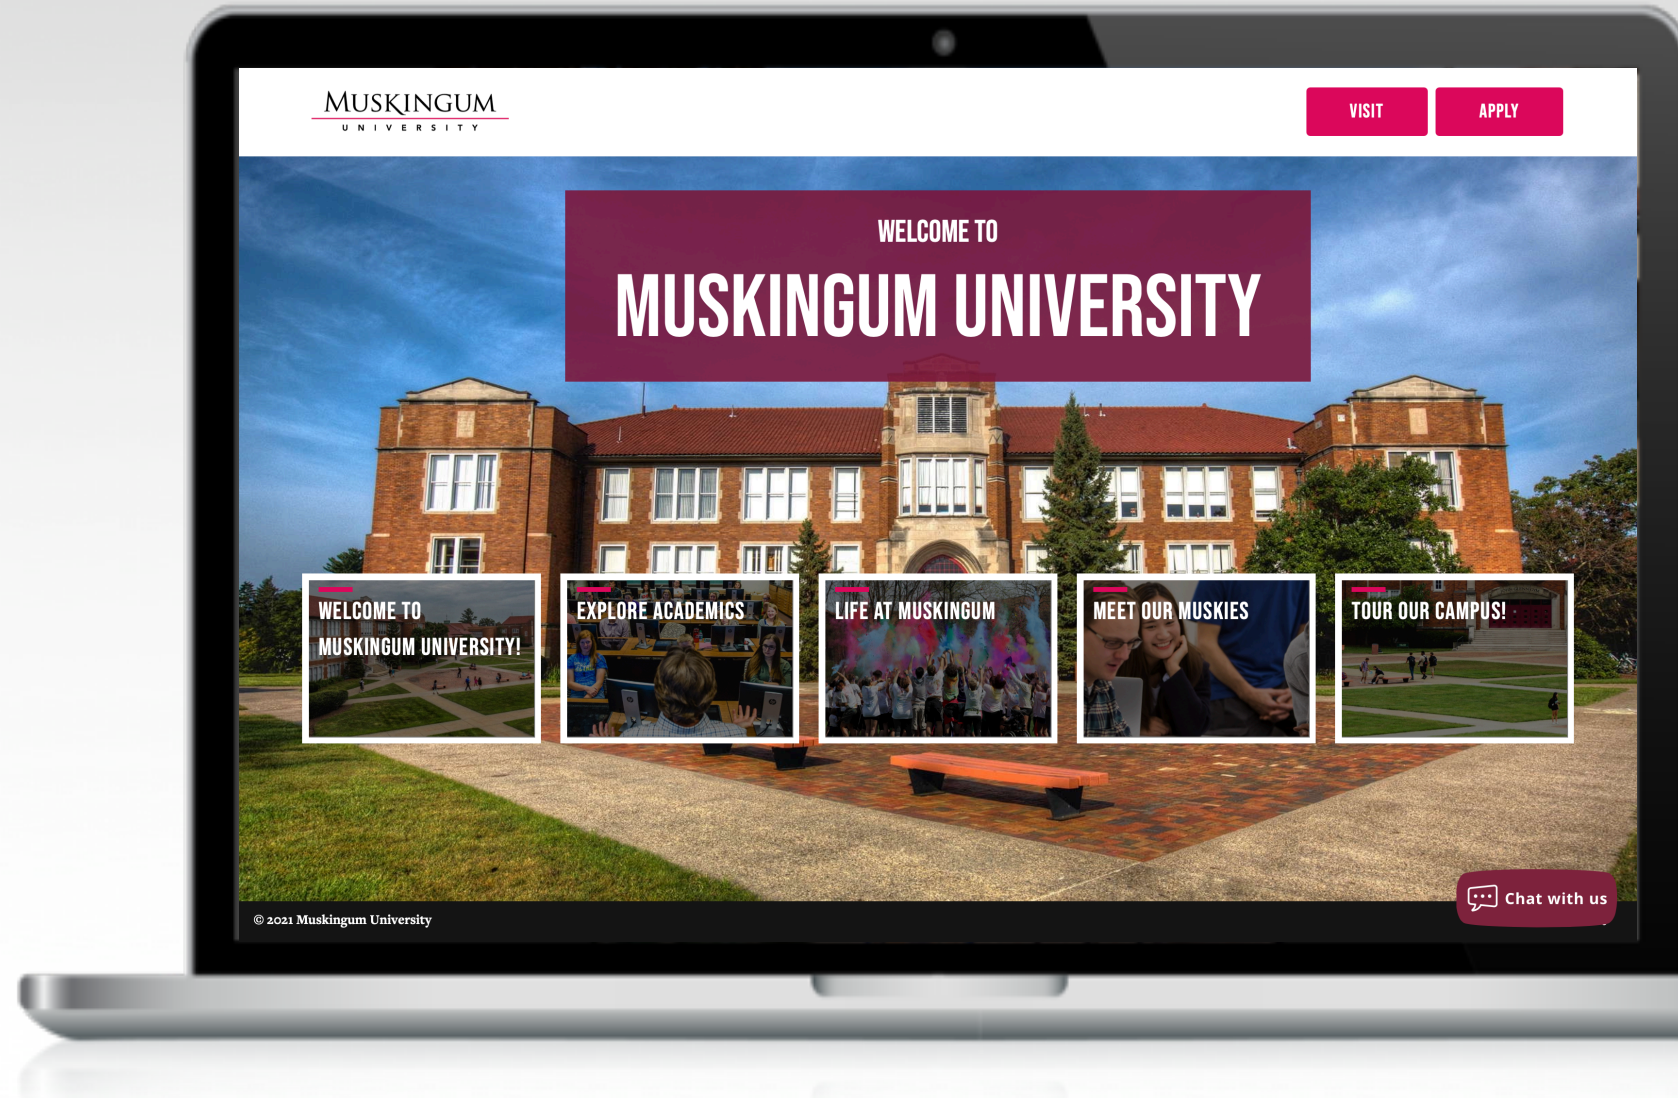 MUSKINGUM
UNIVERSITY
VISIT
APPLY
WELCOME TO
MUSKINGUM UNIVERSITY
WELCOME TO
MUSKINGUM UNIVERSITY!
EXPLORE ACADEMICS
LIFE AT MUSKINGUM
MEET OUR MUSKIES
TOUR OUR CAMPUS!
© 2021 Muskingum University
Chat with us